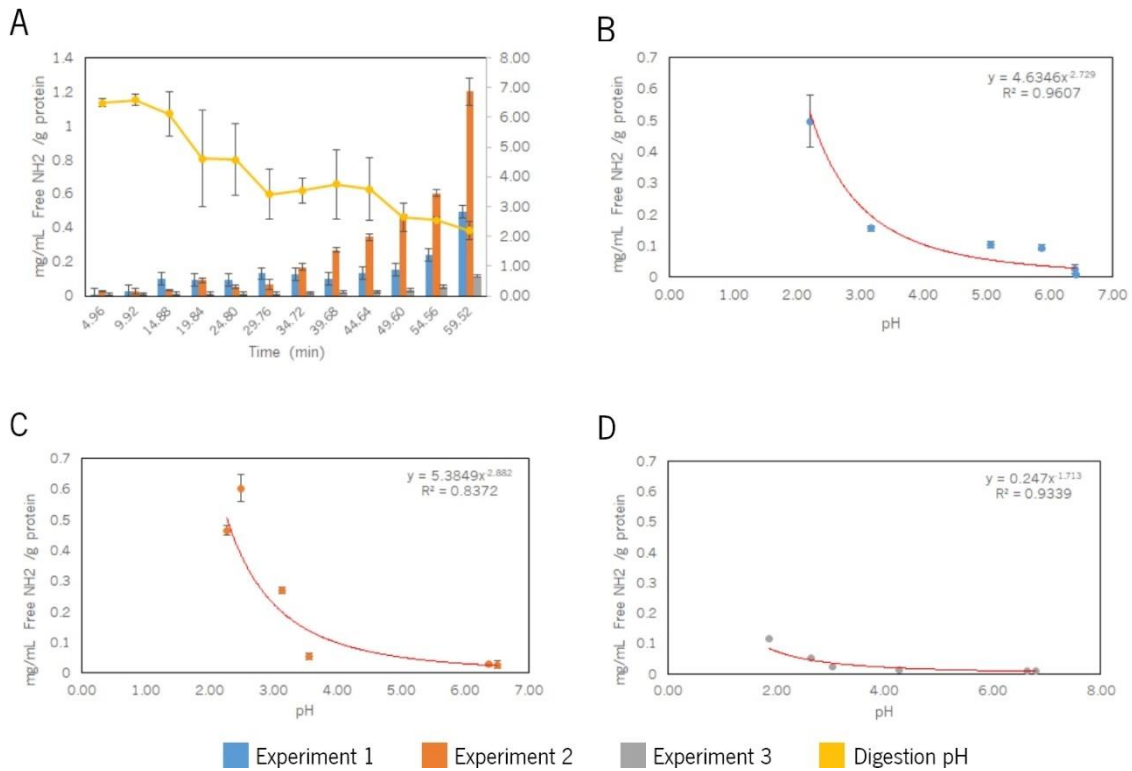 A
mg/mL Free NH2 /g protein
1.4
1.2
1
0.8
0.6
0.4
0.2
0
8.00
7.00
6.00
5.00
4.00
3.00
2.00
1.00
0.00
4.96
9.92
14.88
19.84
24.80
29.76
34.72
39.68
44.64
49.60
54.56
59.52
Time (min)
B
mg/mL Free NH2 /g protein
0.7
0.6
0.5
0.4
0.3
0.2
0.1
0
y = 4.6346x-2.729
R² = 0.9607
0.00 1.00 2.00 3.00 4.00 5.00 6.00 7.00
pH
C
mg/mL Free NH2 /g protein
0.7
0.6
0.5
0.4
0.3
0.2
0.1
0
y = 5.3849x-2.882
R² = 0.8372
0.00 1.00 2.00 3.00 4.00 5.00 6.00 7.00
pH
D
mg/mL Free NH2 /g protein
0.7
0.6
0.5
0.4
0.3
0.2
0.1
0
y = 0.247x-1.713
R² = 0.9339
0.00 2.00 4.00 6.00 8.00
pH
Experiment 1 Experiment 2 Experiment 3 Digestion pH